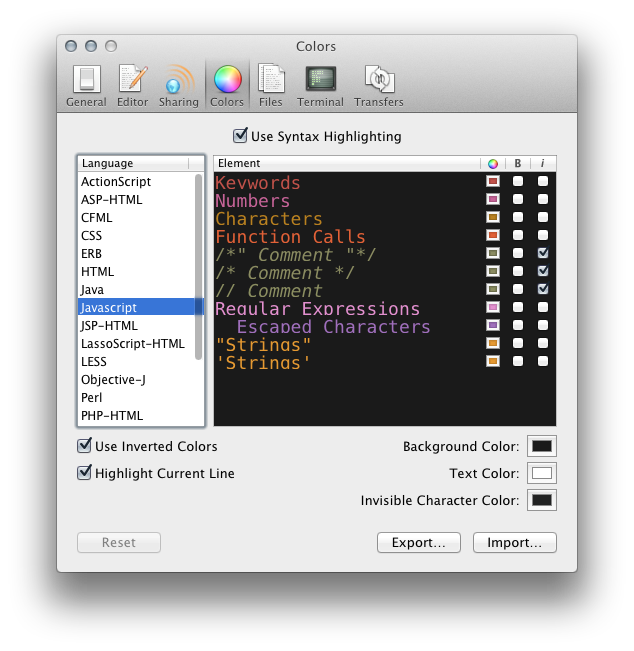 Colors
General Editor Sharing Colors Files Terminal Transfers
Use Syntax Highlighting
Language
ActionScript
ASP-HTML
CFML
CSS
ERB
HTML
Java
Javascript
JSP-HTML
LassoScript-HTML
LESS
Objective-J
Perl
PHP-HTML
Element B i
Keywords
Numbers
Characters
Function Calls
/*" Comment "*/
/* Comment */
// Comment
Regular Expressions
Escaped Characters
"Strings"
'Strings'
Use Inverted Colors
Highlight Current Line
Background Color:
Text Color:
Invisible Character Color:
Reset
Export...
Import...